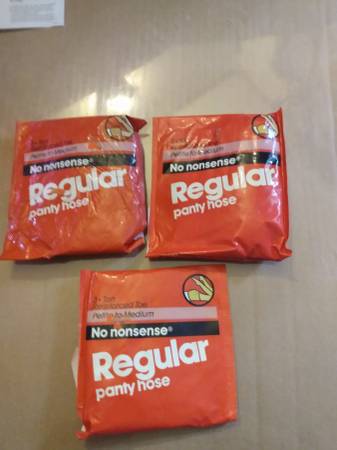 Petite to Medium
No nonsense®
Regular
panty hose
Petite to Medium
No nonsense®
Regular
panty hose
Reinforced Toe
Petite-to-Medium
No nonsense®
Regular
panty hose